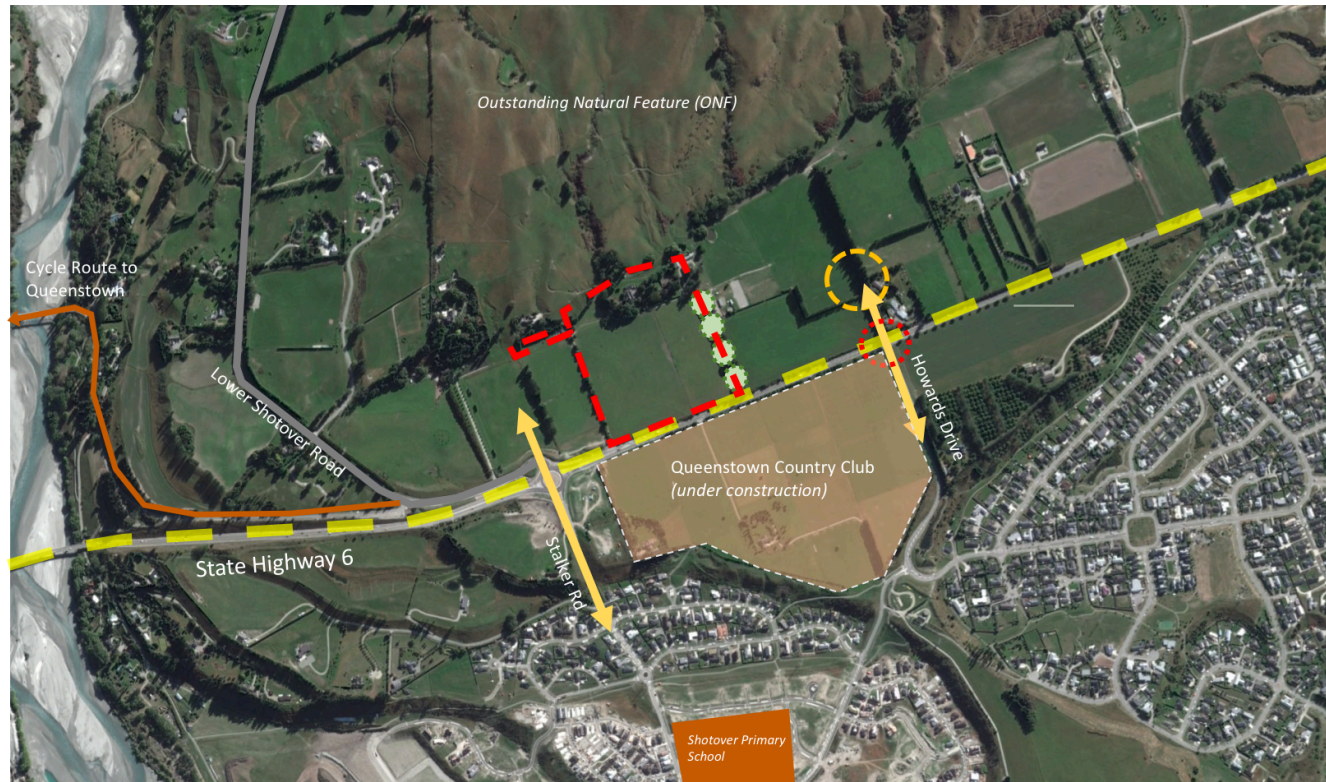 Outstanding Natural Feature (ONF)
Cycle Route to
Queenstown
Lower Shotover Road
Howards Drive
Queenstown Country Club
(under construction)
State Highway 6
Stalker Rd
Shotover Primary
School